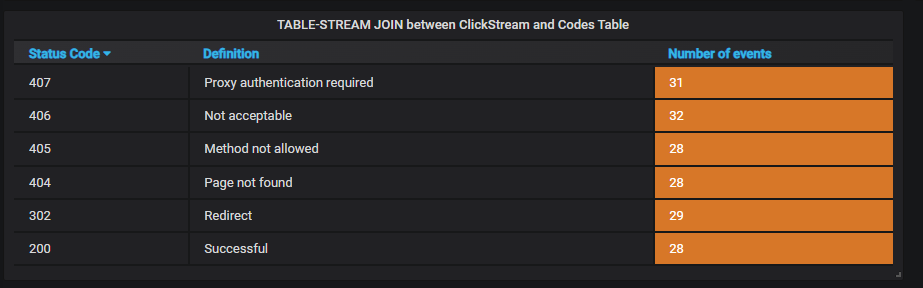 TABLE-STREAM JOIN between ClickStream and Codes Table
Status Code Definition Number of events
407 Proxy authentication required 31
406 Not acceptable 32
405 Method not allowed 28
404 Page not found 28
302 Redirect 29
200 Successful 28